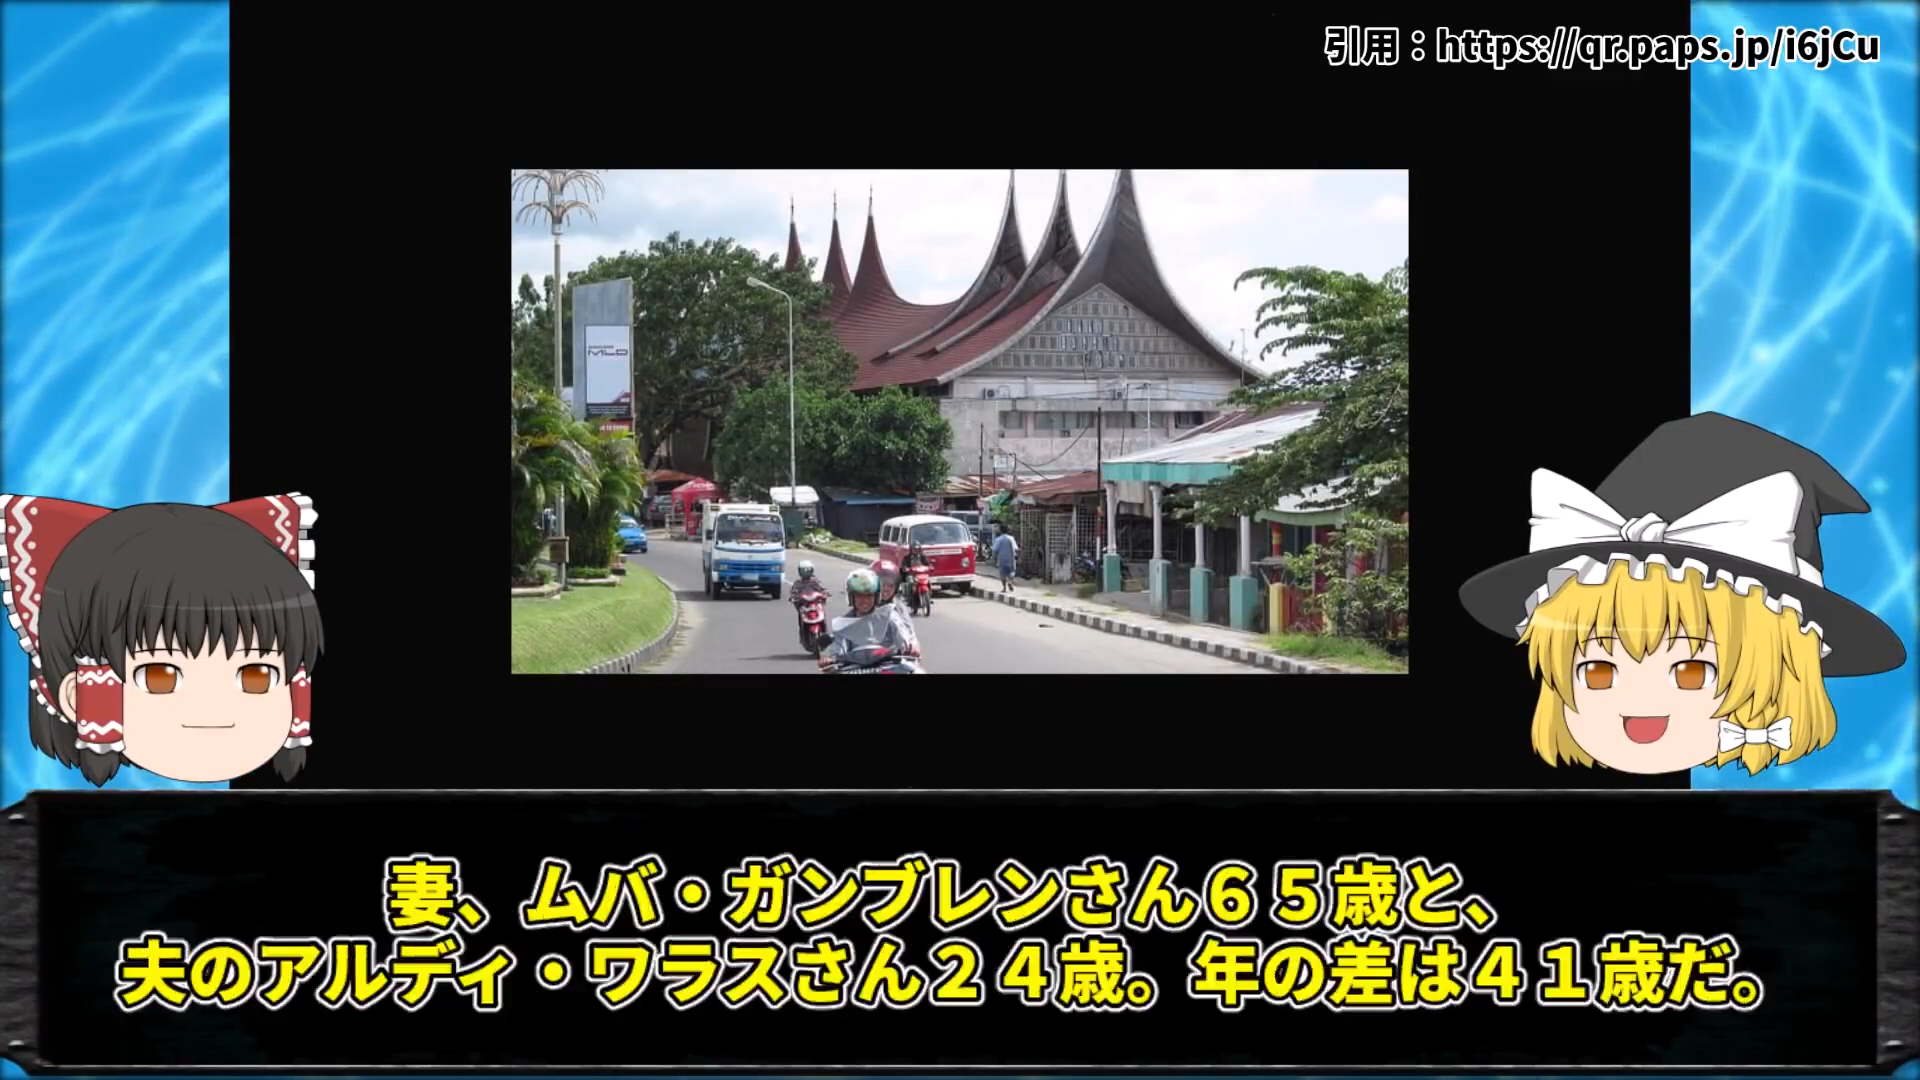 引用：https://qr.paps.jp/i6jCu
MLD
妻、ムバ・ガンブレンさん６５歳と、
夫のアルディ・ワラスさん２４歳。年の差は４１歳だ。